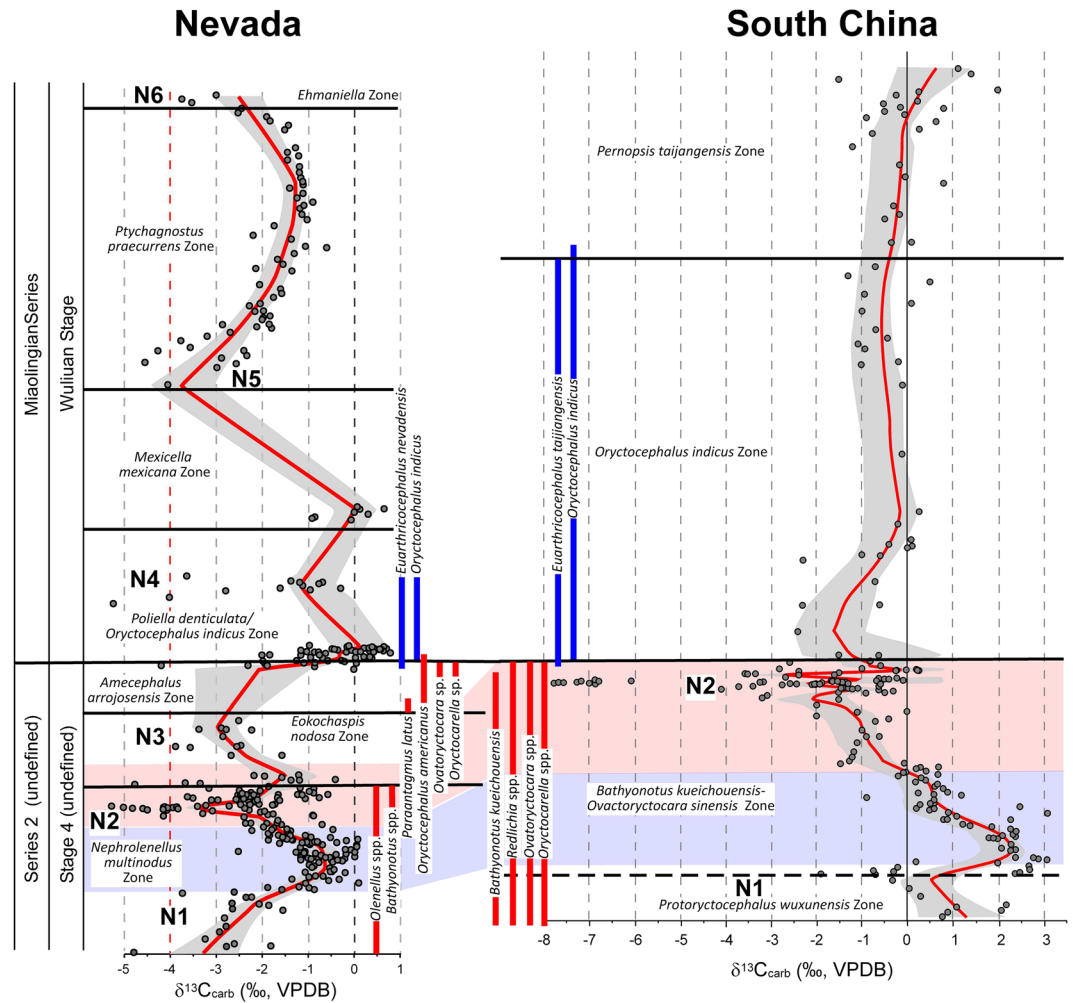 Nevada
South China
MiaolingianSeries
Wuliuan Stage
Series 2 (undefined)
Stage 4 (undefined)
N6
Ehmaniella Zone
Ptychagnostus
praecurrens Zone
N5
Mexicella
mexicana Zone
N4
Poliella denticulata/
Oryctocephalus indicus Zone
Amecephalus
arrojosensis Zone
Eokochaspis
nodosa Zone
N3
N2
Nephrolenellus
multinodus
Zone
N1
Euarthricocephalus nevadensis
Oryctocephalus indicus
Olenellus spp.
Bathyonotus spp.
Paraantagmus latus
Oryctocephalus americanus
Ovatoryctocara sp.
Oryctocarella sp.
-5 -4 -3 -2 -1 0 1
δ13Ccarb (‰, VPDB)
Pernopsis taijangensis Zone
Oryctocephalus indicus Zone
Euarthricocephalus taijiangensis
Oryctocephalus indicus
N2
Bathyonotus kueichouensis-
Ovactoryctocara sinensis Zone
N1
Protoryctocephalus wuxunensis Zone
Bathyonotus kueichouensis
Redlichia spp.
Ovatoryctocara spp.
Oryctocarella spp.
-8 -7 -6 -5 -4 -3 -2 -1 0 1 2 3
δ13Ccarb (‰, VPDB)